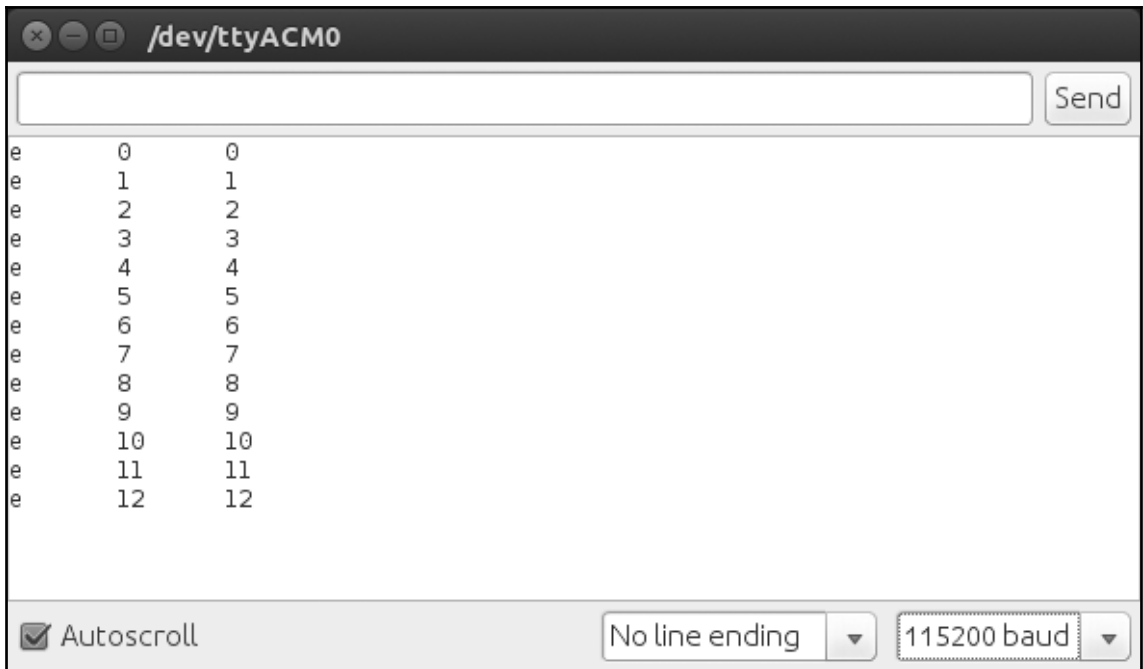 /dev/ttyACM0
Send
e 0 0
e 1 1
e 2 2
e 3 3
e 4 4
e 5 5
e 6 6
e 7 7
e 8 8
e 9 9
e 10 10
e 11 11
e 12 12
Autoscroll No line ending 115200 baud